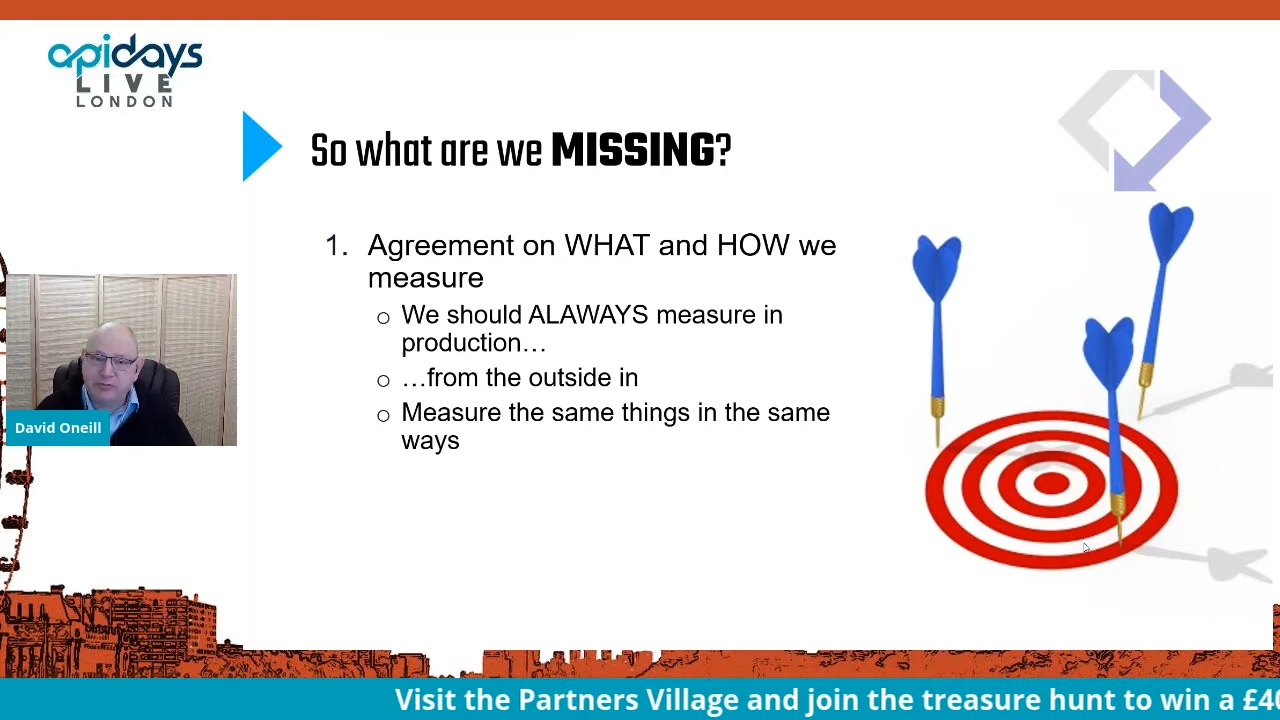 apidays
LIVE
LONDON
So what are we MISSING?
1. Agreement on WHAT and HOW we
measure
o We should ALAWAYS measure in
production…
o …from the outside in
o Measure the same things in the same
ways
David Oneill
Visit the Partners Village and join the treasure hunt to win a £4